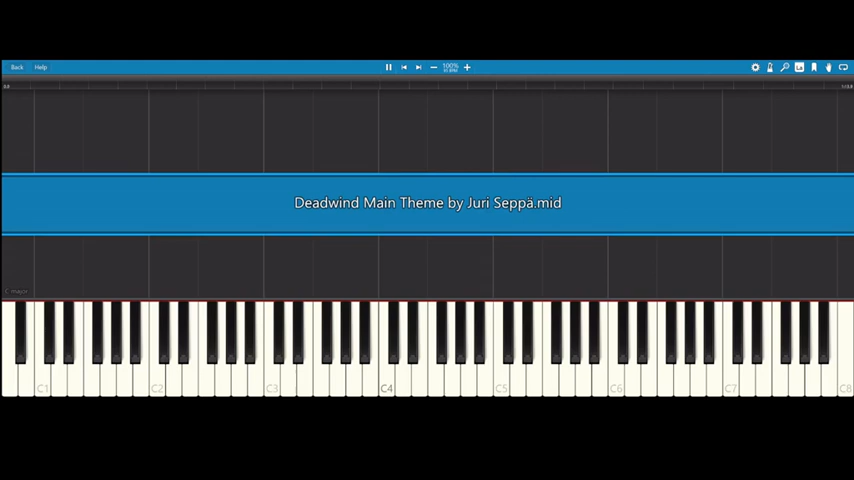 Back Help 100%
Deadwind Main Theme by Juri Seppä.mid
C major
C1 C2 C3 C4 C5 C6 C7 C8